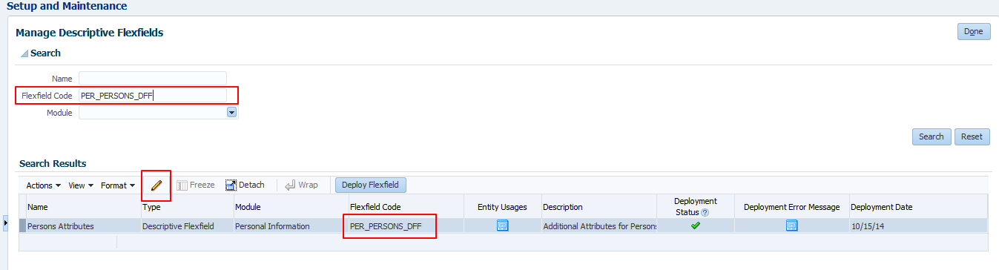 Setup and Maintenance
Manage Descriptive Flexfields
Done
Search
Name
Flexfield Code PER_PERSONS_DFF
Module
Search Reset
Search Results
Actions View Format Freeze Detach Wrap Deploy Flexfield
Name Type Module Flexfield Code Entity Usages Description Deployment Status Deployment Error Message Deployment Date
Persons Attributes Descriptive Flexfield Personal Information PER_PERSONS_DFF Additional Attributes for Persons 10/15/14